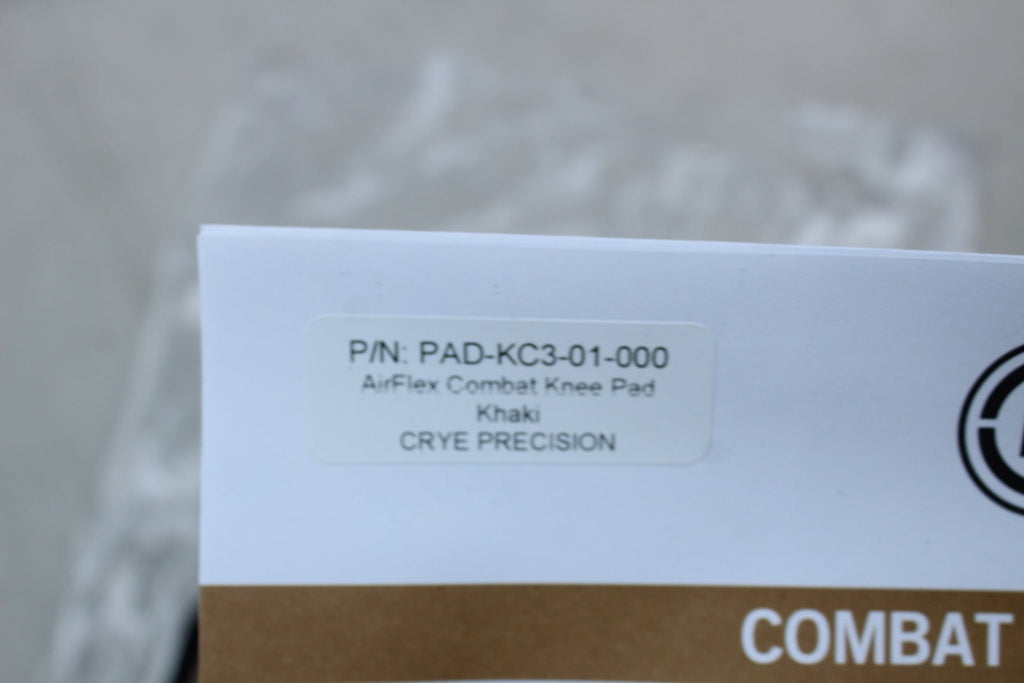 P/N: PAD-KC3-01-000
AirFlex Combat Knee Pad
Khaki
CRYE PRECISION
COMBAT